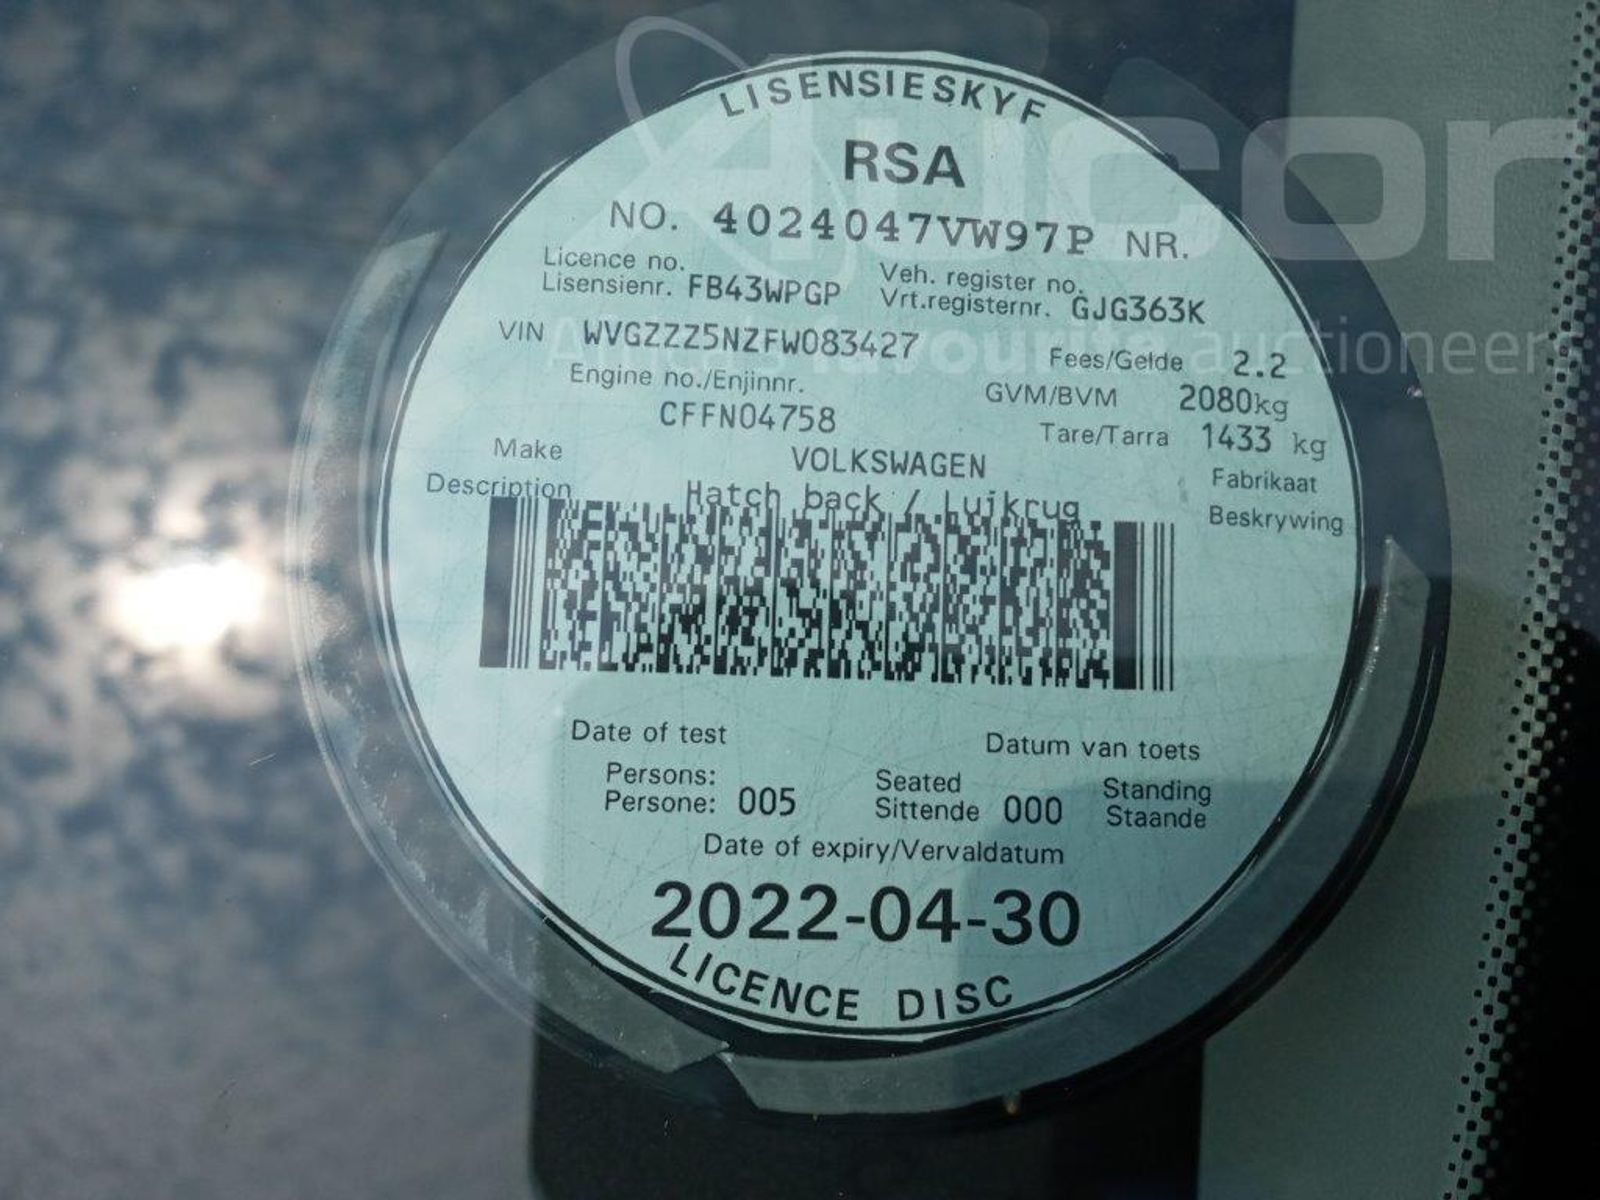 LISENSIESKYF
RSA
NO. 4024047VW97P NR.
Licence no. Veh. register no.
Lisensienr. FB43WPGP Vrt.registernr. GJG363K
VIN WVGZZZ5NZFW083427 Fees/Gelde 2.2
Engine no./Enjinnr. GVM/BVM 2080kg
CFFN04758 Tare/Tarra 1433 kg
Make VOLKSWAGEN Fabrikaat
Description Hatch back / Luikrug Beskrywing
Date of test Datum van toets
Persons: Seated Standing
Persone: 005 Sittende 000 Staande
Date of expiry/Vervaldatum
2022-04-30
LICENCE DISC
Aucor
Africa's favourite auctioneers